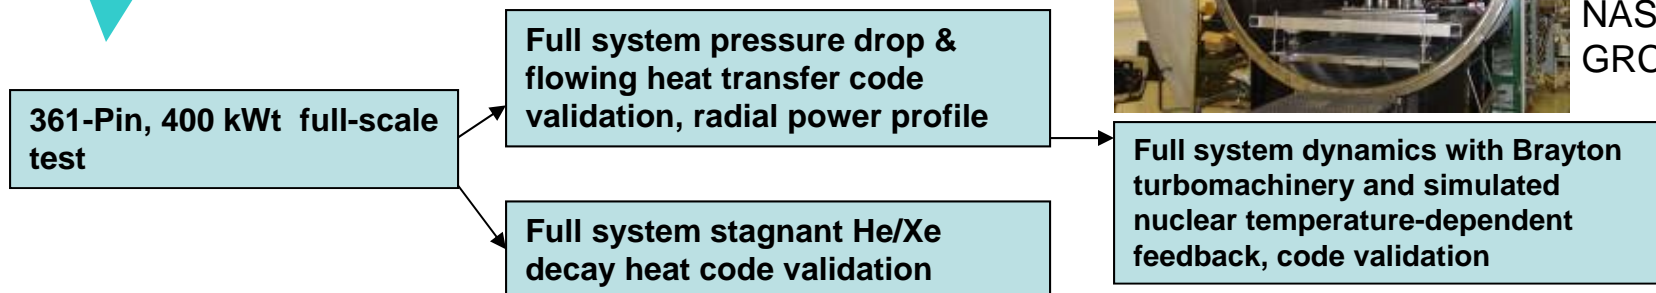 361-Pin, 400 kWt full-scale
test
Full system pressure drop &
flowing heat transfer code
validation, radial power profile
Full system stagnant He/Xe
decay heat code validation
Full system dynamics with Brayton
turbomachinery and simulated
nuclear temperature-dependent
feedback, code validation